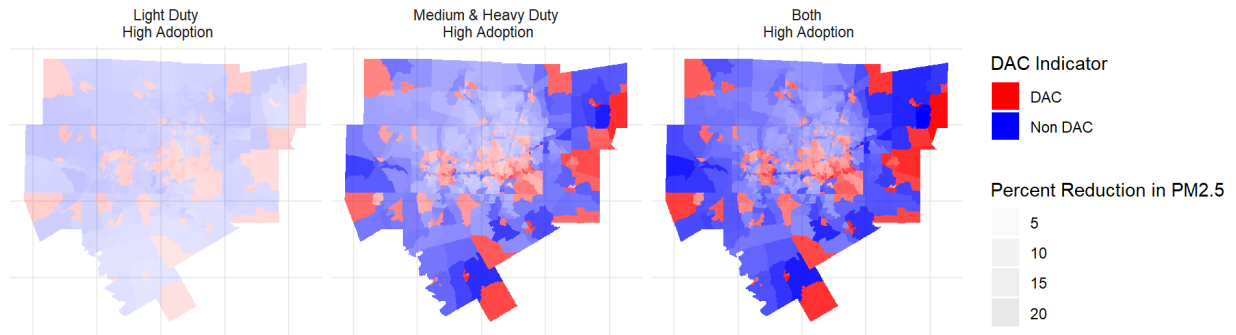 Light Duty
High Adoption
Medium & Heavy Duty
High Adoption
Both
High Adoption
DAC Indicator
DAC
Non DAC
Percent Reduction in PM2.5
5
10
15
20